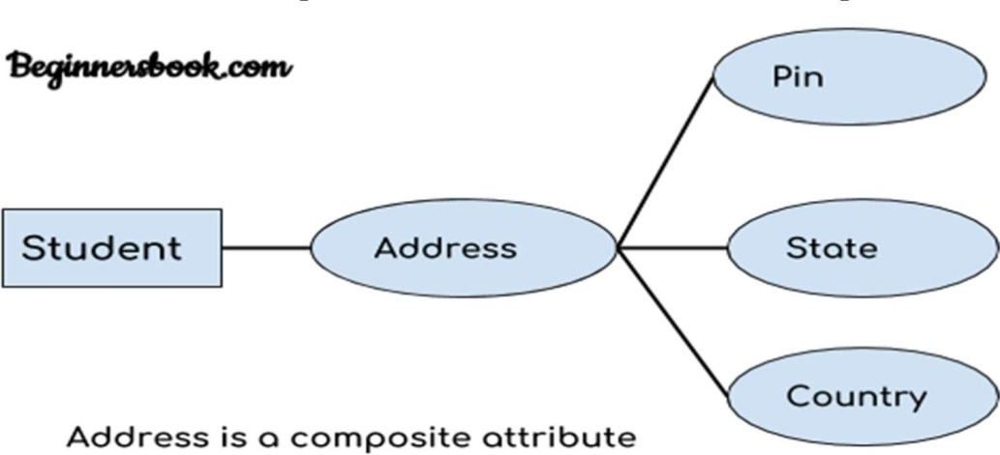 Beginnersbook.com
Pin
Student
Address
State
Country
Address is a composite attribute